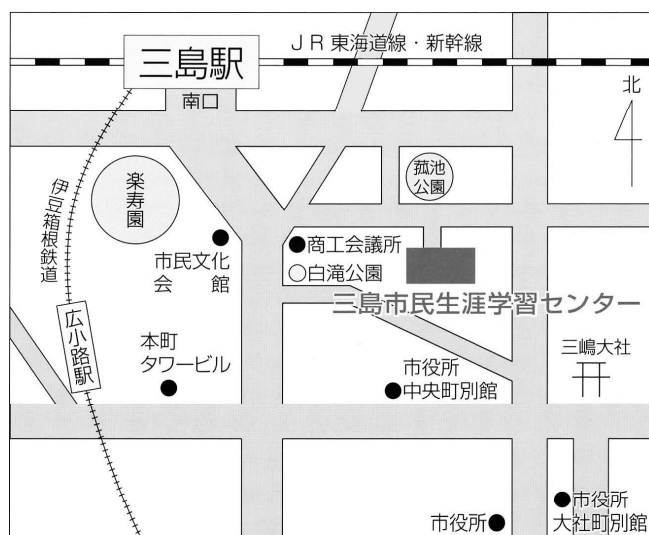 JR東海道線・新幹線
三島駅
南口
北
菰池
公園
楽寿園
伊豆箱根鉄道
商工会議所
市民文化
会館
白滝公園
三島市民生涯学習センター
広小路駅
本町
タワービル
三嶋大社
市役所
中央町別館
市役所
市役所
大社町別館